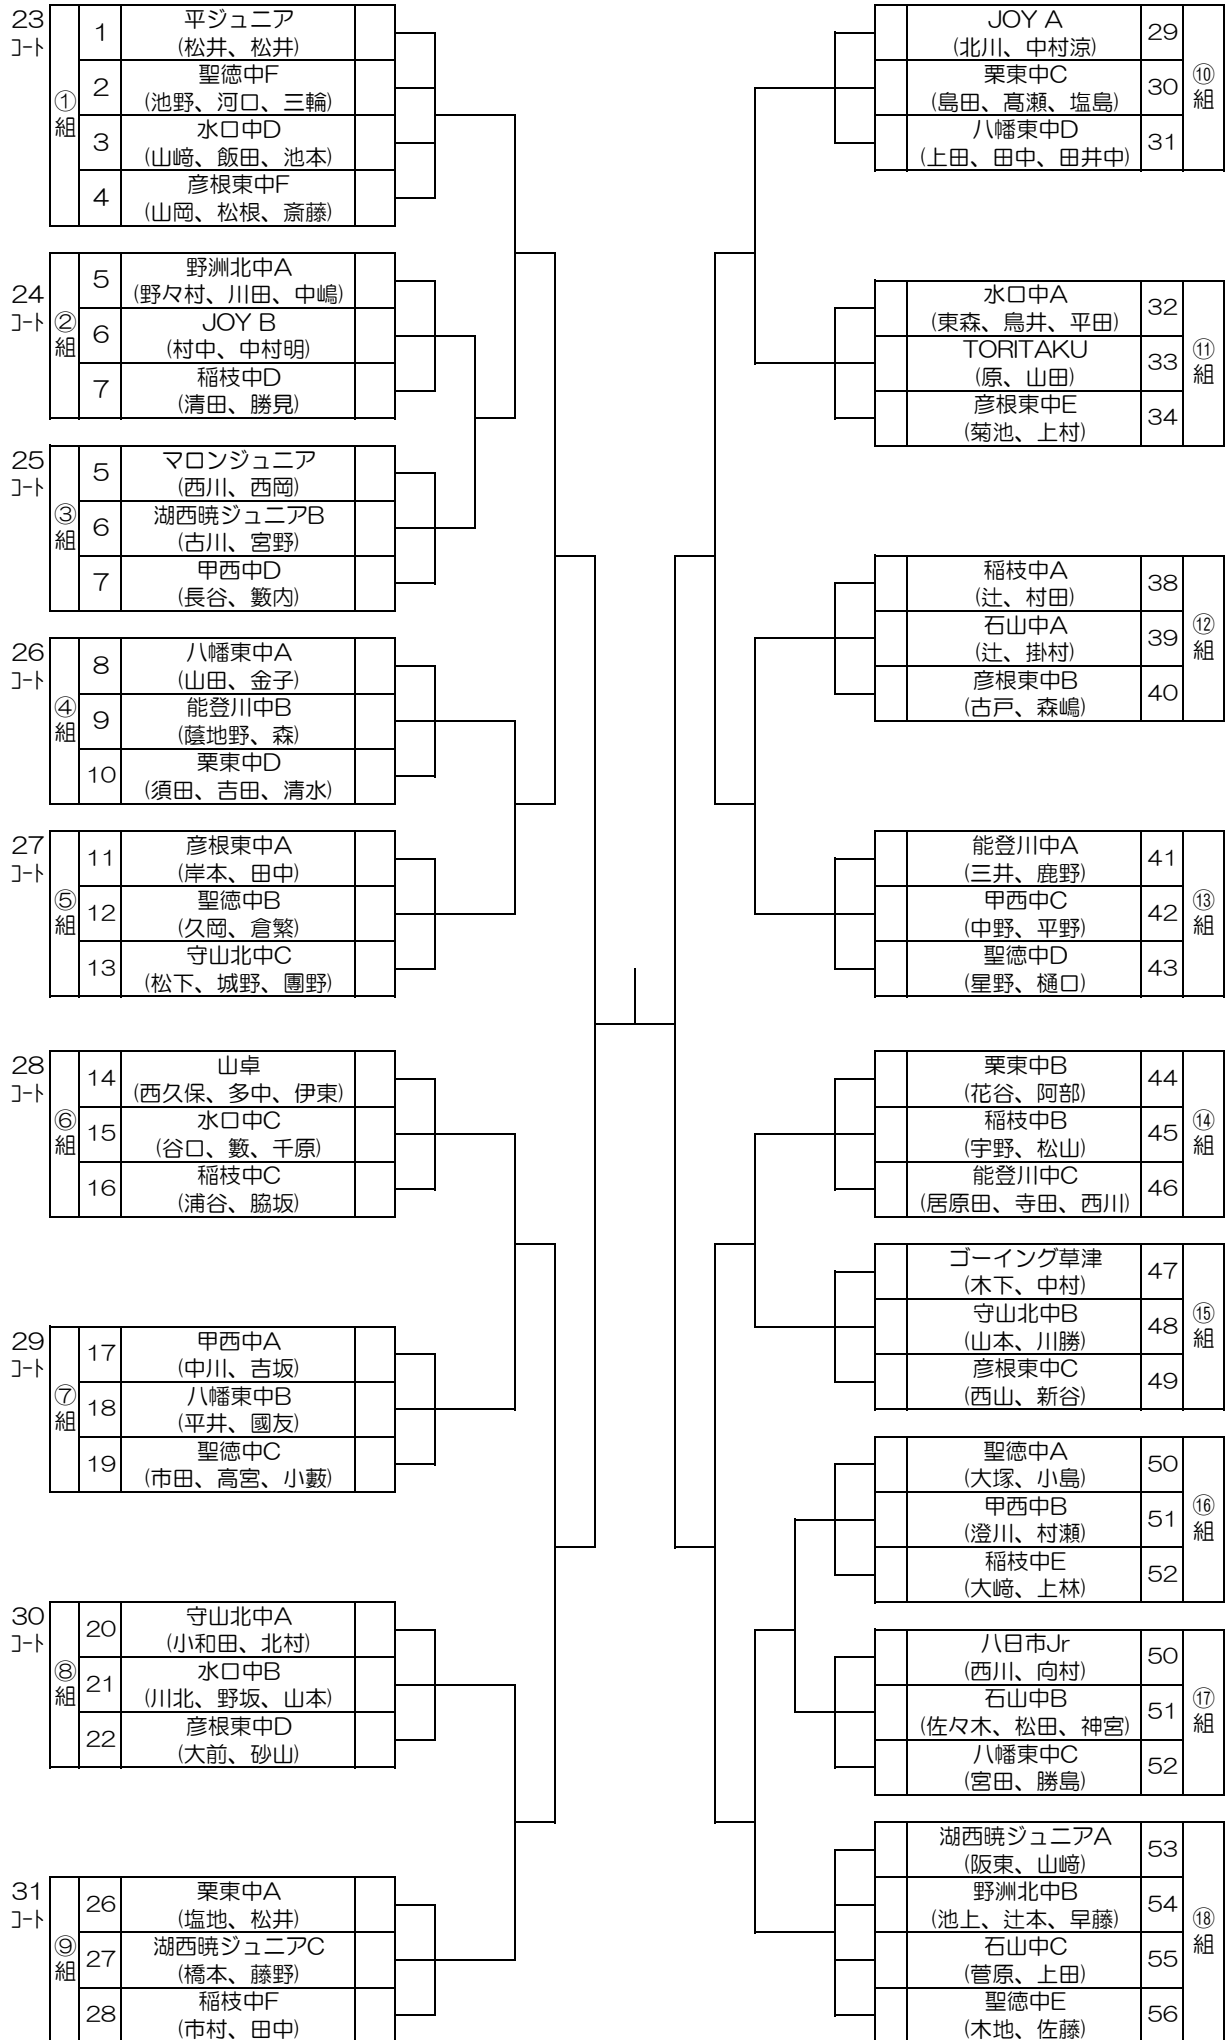 23
コート
①
組
1
平ジュニア
(松井、松井)
2
聖徳中F
(池野、河口、三輪)
3
水口中D
(山﨑、飯田、池本)
4
彦根東中F
(山岡、松根、斎藤)
24
コート
②
組
5
野洲北中A
(野々村、川田、中嶋)
6
JOY B
(村中、中村明)
7
稲枝中D
(清田、勝見)
25
コート
③
組
5
マロンジュニア
(西川、西岡)
6
湖西暁ジュニアB
(古川、宮野)
7
甲西中D
(長谷、籔内)
26
コート
④
組
8
八幡東中A
(山田、金子)
9
能登川中B
(蔭地野、森)
10
栗東中D
(須田、吉田、清水)
27
コート
⑤
組
11
彦根東中A
(岸本、田中)
12
聖徳中B
(久岡、倉繁)
13
守山北中C
(松下、城野、團野)
28
コート
⑥
組
14
山卓
(西久保、多中、伊東)
15
水口中C
(谷口、籔、千原)
16
稲枝中C
(浦谷、脇坂)
29
コート
⑦
組
17
甲西中A
(中川、吉坂)
18
八幡東中B
(平井、國友)
19
聖徳中C
(市田、高宮、小藪)
30
コート
⑧
組
20
守山北中A
(小和田、北村)
21
水口中B
(川北、野坂、山本)
22
彦根東中D
(大前、砂山)
31
コート
⑨
組
26
栗東中A
(塩地、松井)
27
湖西暁ジュニアC
(橋本、藤野)
28
稲枝中F
(市村、田中)
JOY A
(北川、中村涼)
29
栗東中C
(島田、髙瀬、塩島)
30
八幡東中D
(上田、田中、田井中)
31
⑩
組
水口中A
(東森、鳥井、平田)
32
TORITAKU
(原、山田)
33
彦根東中E
(菊池、上村)
34
⑪
組
稲枝中A
(辻、村田)
38
石山中A
(辻、掛村)
39
彦根東中B
(古戸、森嶋)
40
⑫
組
能登川中A
(三井、鹿野)
41
甲西中C
(中野、平野)
42
聖徳中D
(星野、樋口)
43
⑬
組
栗東中B
(花谷、阿部)
44
稲枝中B
(宇野、松山)
45
能登川中C
(居原田、寺田、西川)
46
⑭
組
ゴーイング草津
(木下、中村)
47
守山北中B
(山本、川勝)
48
彦根東中C
(西山、新谷)
49
⑮
組
聖徳中A
(大塚、小島)
50
甲西中B
(澄川、村瀬)
51
稲枝中E
(大﨑、上林)
52
⑯
組
八日市Jr
(西川、向村)
50
石山中B
(佐々木、松田、神宮)
51
八幡東中C
(宮田、勝島)
52
⑰
組
湖西暁ジュニアA
(阪東、山﨑)
53
野洲北中B
(池上、辻本、早藤)
54
石山中C
(菅原、上田)
55
聖徳中E
(木地、佐藤)
56
⑱
組